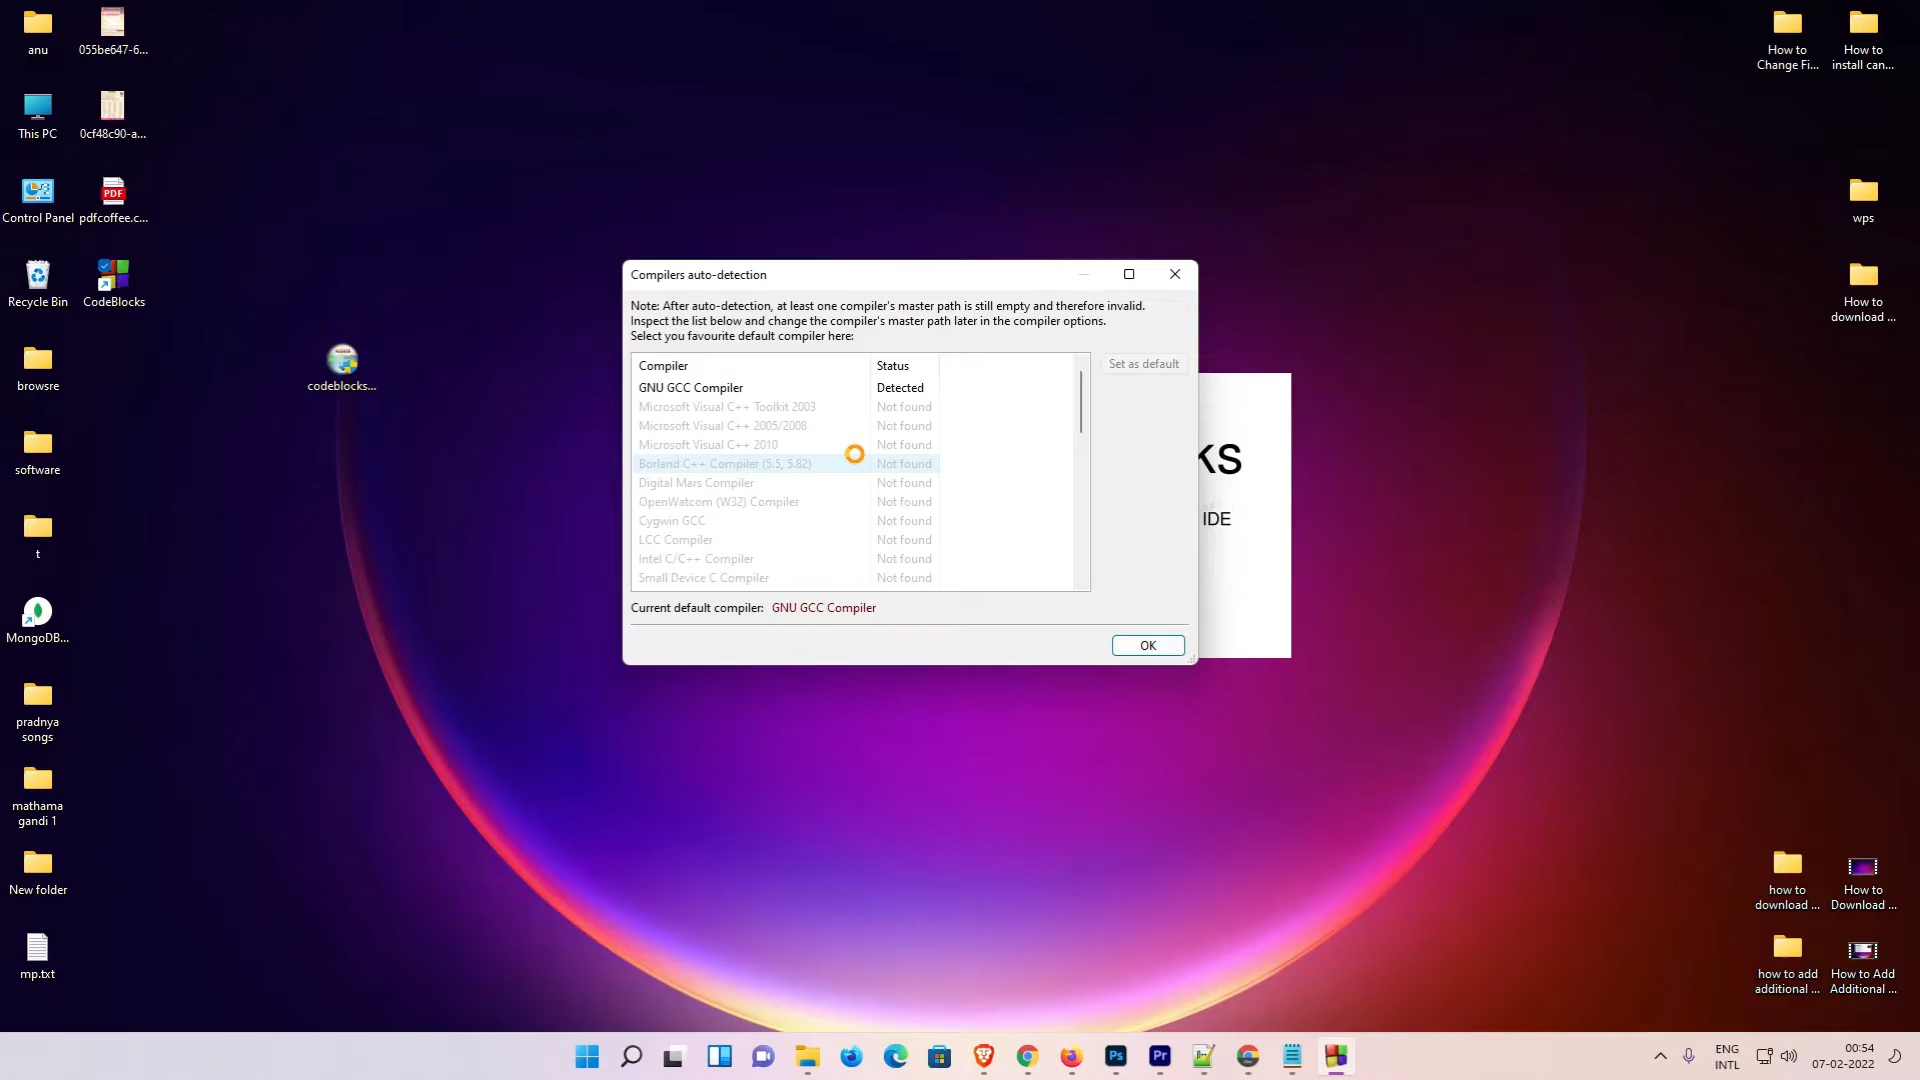 anu
055be647-6...
This PC
0cf48c90-a...
Control Panel
PDF
pdfcoffee.c...
Recycle Bin
CodeBlocks
browsre
codeblocks...
software
t
MongoDB...
pradnya
songs
mathama
gandi 1
New folder
mp.txt
Compilers auto-detection
Note: After auto-detection, at least one compiler's master path is still empty and therefore invalid.
Inspect the list below and change the compiler's master path later in the compiler options.
Select you favourite default compiler here:
Compiler Status
GNU GCC Compiler Detected
Microsoft Visual C++ Toolkit 2003 Not found
Microsoft Visual C++ 2005/2008 Not found
Microsoft Visual C++ 2010 Not found
Borland C++ Compiler (5.5, 5.82) Not found
Digital Mars Compiler Not found
OpenWatcom (W32) Compiler Not found
Cygwin GCC Not found
LCC Compiler Not found
Intel C/C++ Compiler Not found
Small Device C Compiler Not found
Set as default
Current default compiler: GNU GCC Compiler
OK
ks
IDE
How to
Change Fi...
How to
install can...
wps
How to
download ...
how to
download ...
How to
Download ...
how to add
additional ...
How to Add
Additional ...
Ps
Pr
ENG
INTL
00:54
07-02-2022